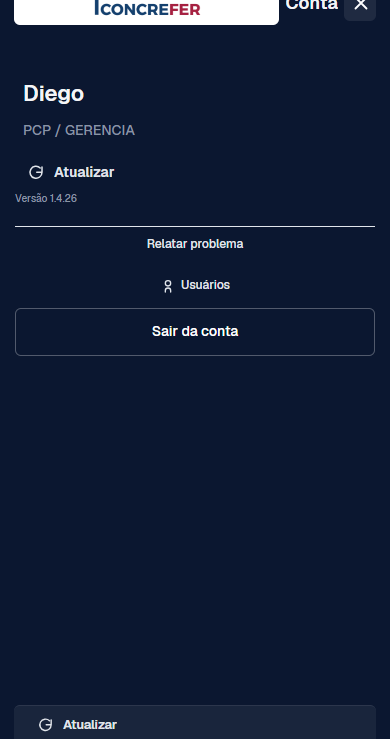 CONCREFER
Conta
Diego
PCP / GERENCIA
Atualizar
Versão 1.4.26
Relatar problema
Usuários
Sair da conta
Atualizar